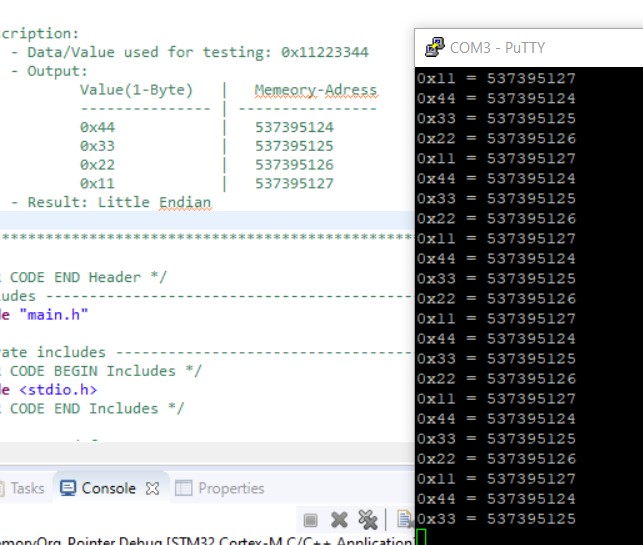 cription:
- Data/Value used for testing: 0x11223344
- Output:
Value(1-Byte) | Memeory-Adress
--------------- | ----------------
0x44 | 537395124
0x33 | 537395125
0x22 | 537395126
0x11 | 537395127
- Result: Little Endian
**************************************************
R CODE END Header */
ludes ------------------------------------------
de "main.h"
vate includes ----------------------------------
R CODE BEGIN Includes */
de <stdio.h>
R CODE END Includes */
Tasks Console Properties
emoryOrg_Pointer Debug [STM32 Cortex-M C/C++ Application]
COM3 - PuTTY
0x11 = 537395127
0x44 = 537395124
0x33 = 537395125
0x22 = 537395126
0x11 = 537395127
0x44 = 537395124
0x33 = 537395125
0x22 = 537395126
0x11 = 537395127
0x44 = 537395124
0x33 = 537395125
0x22 = 537395126
0x11 = 537395127
0x44 = 537395124
0x33 = 537395125
0x22 = 537395126
0x11 = 537395127
0x44 = 537395124
0x33 = 537395125
0x22 = 537395126
0x11 = 537395127
0x44 = 537395124
0x33 = 537395125